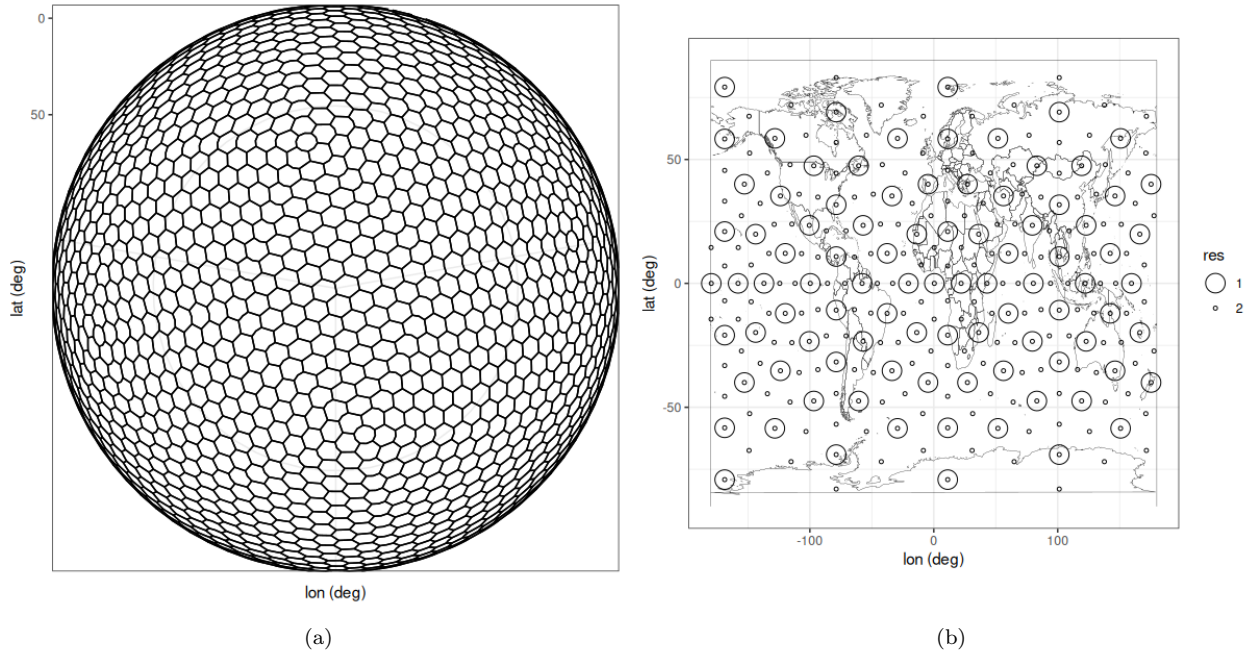 0
50
lat (deg)
lon (deg)
(a)
50
0
-50
lat (deg)
-100
0
100
lon (deg)
res
1
2
(b)